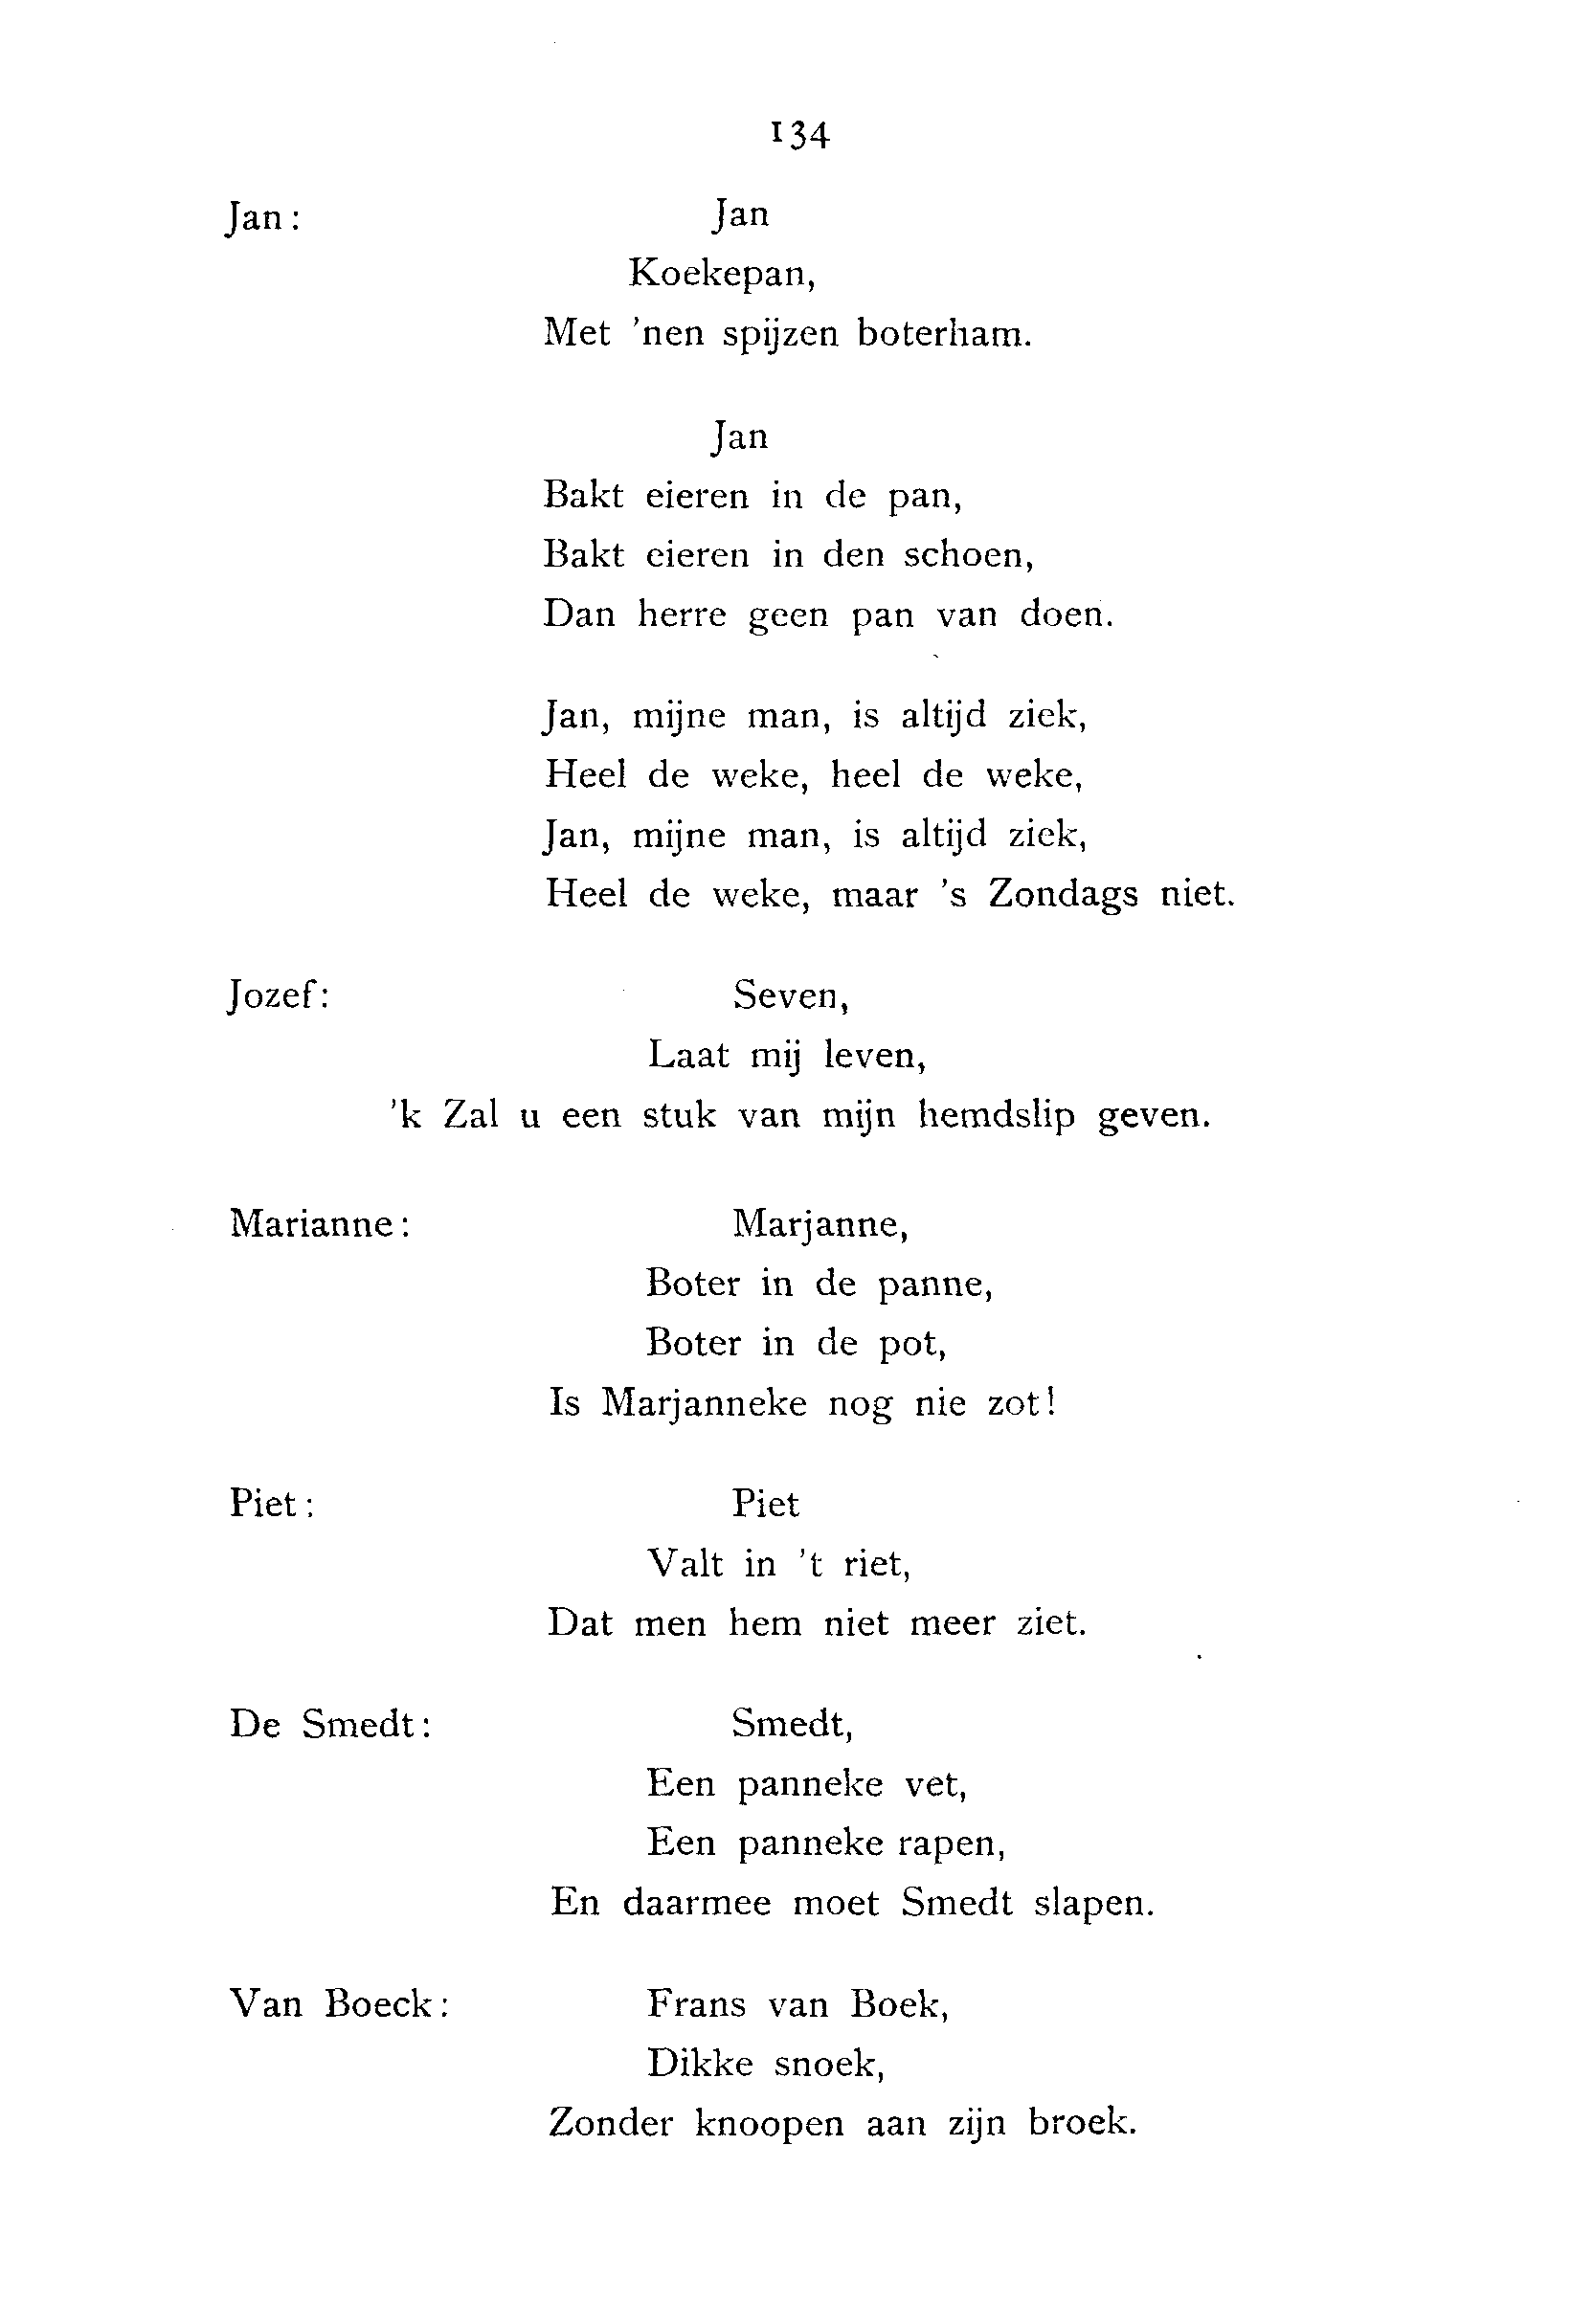 134
Jan: Jan
Koekepan,
Met 'nen spijzen boterham.
Jan
Bakt eieren in de pan,
Bakt eieren in den schoen,
Dan herre geen pan van doen.
Jan, mijne man, is altijd ziek,
Heel de weke, heel de weke,
Jan, mijne man, is altijd ziek,
Heel de weke, maar 's Zondags niet.
Jozef: Seven,
Laat mij leven,
'k Zal u een stuk van mijn hemdslip geven.
Marianne: Marjanne,
Boter in de panne,
Boter in de pot,
Is Marjanneke nog nie zot!
Piet: Piet
Valt in 't riet,
Dat men hem niet meer ziet.
De Smedt: Smedt,
Een panneke vet,
Een panneke rapen,
En daarmee moet Smedt slapen.
Van Boeck: Frans van Boek,
Dikke snoek,
Zonder knoopen aan zijn broek.